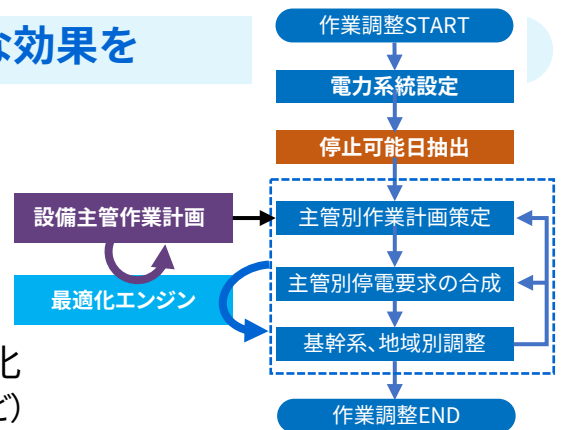 な効果を
作業調整START
電力系統設定
停止可能日抽出
設備主管作業計画
主管別作業計画策定
主管別停電要求の合成
最適化エンジン
基幹系、地域別調整
化
ど)
作業調整END